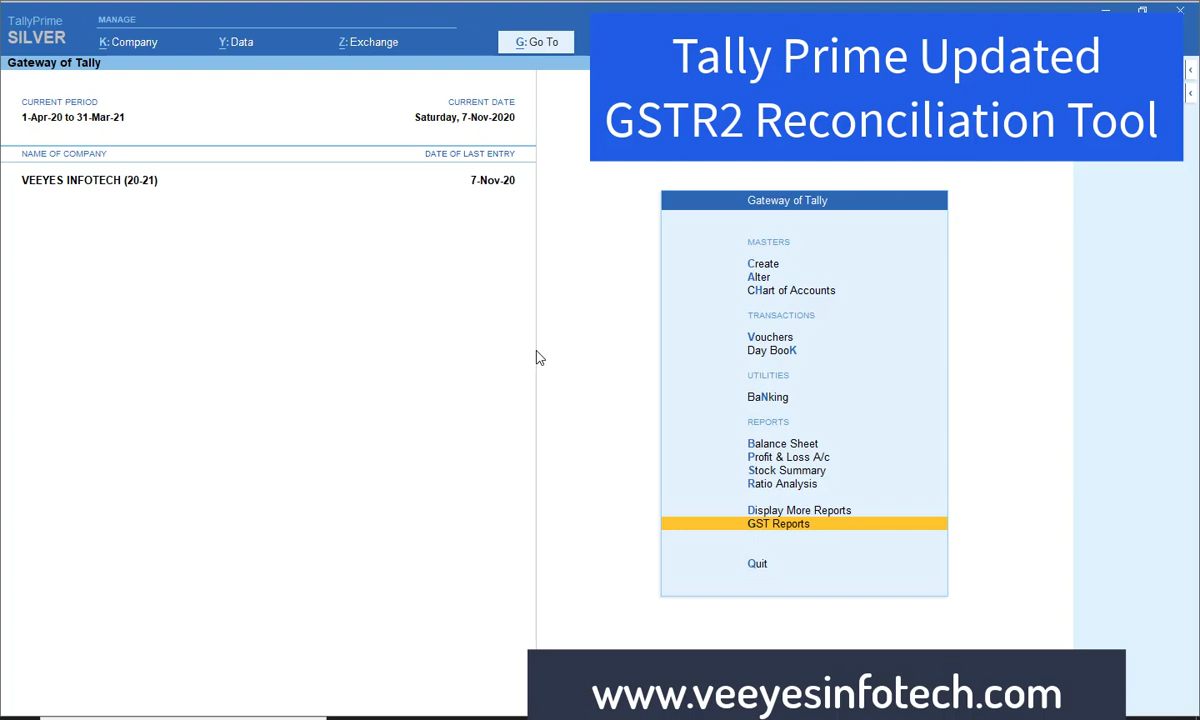 TallyPrime
SILVER
MANAGE
K: Company
Y: Data
Z: Exchange
G: Go To
Tally Prime Updated
GSTR2 Reconciliation Tool
Gateway of Tally
CURRENT PERIOD
CURRENT DATE
1-Apr-20 to 31-Mar-21
Saturday, 7-Nov-2020
NAME OF COMPANY
DATE OF LAST ENTRY
VEEYES INFOTECH (20-21)
7-Nov-20
Gateway of Tally
MASTERS
Create
Alter
CHart of Accounts
TRANSACTIONS
Vouchers
Day BooK
UTILITIES
BaNking
REPORTS
Balance Sheet
Profit & Loss A/c
Stock Summary
Ratio Analysis
Display More Reports
GST Reports
Quit
www.veeyesinfotech.com